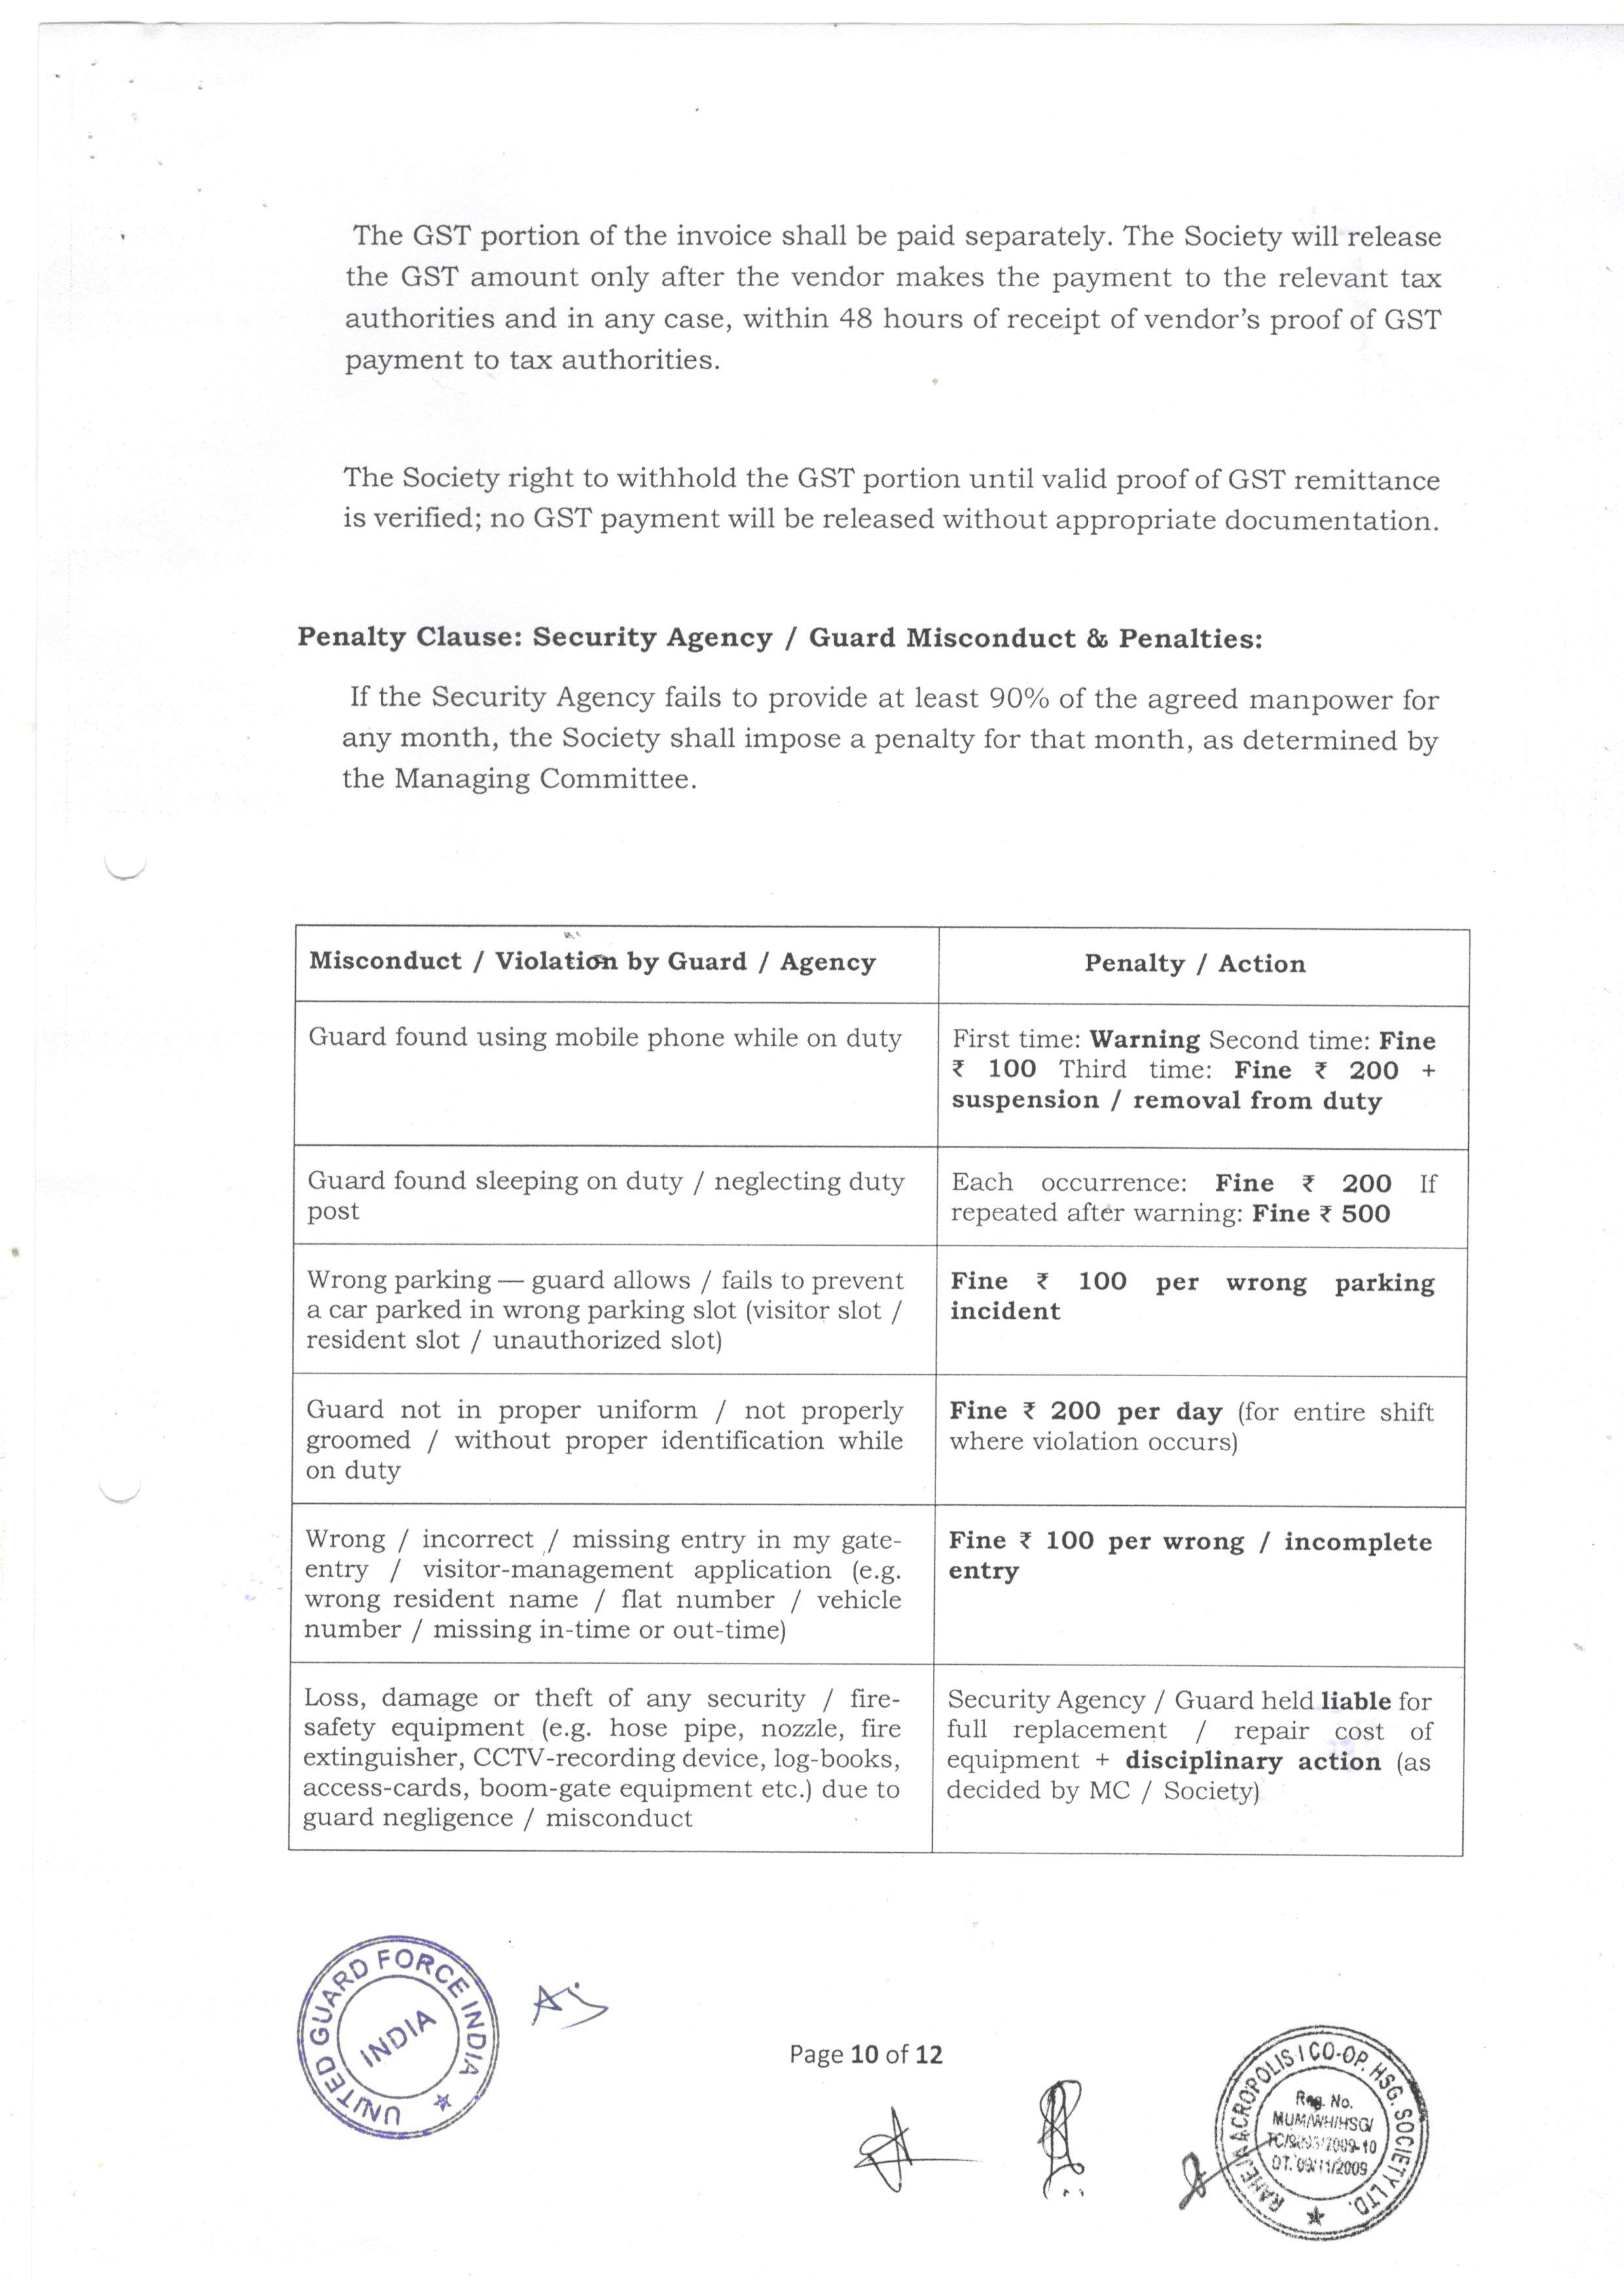 The GST portion of the invoice shall be paid separately. The Society will release
the GST amount only after the vendor makes the payment to the relevant tax
authorities and in any case, within 48 hours of receipt of vendor’s proof of GST
payment to tax authorities.
The Society right to withhold the GST portion until valid proof of GST remittance
is verified; no GST payment will be released without appropriate documentation.
Penalty Clause: Security Agency / Guard Misconduct & Penalties:
If the Security Agency fails to provide at least 90% of the agreed manpower for
any month, the Society shall impose a penalty for that month, as determined by
the Managing Committee.
Misconduct / Violation by Guard / Agency
Penalty / Action
Guard found using mobile phone while on duty
First time: Warning Second time: Fine
₹ 100 Third time: Fine ₹ 200 +
suspension / removal from duty
Guard found sleeping on duty / neglecting duty
post
Each occurrence: Fine ₹ 200 If
repeated after warning: Fine ₹ 500
Wrong parking — guard allows / fails to prevent
a car parked in wrong parking slot (visitor slot /
resident slot / unauthorized slot)
Fine ₹ 100 per wrong parking
incident
Guard not in proper uniform / not properly
groomed / without proper identification while
on duty
Fine ₹ 200 per day (for entire shift
where violation occurs)
Wrong / incorrect / missing entry in my gate-
entry / visitor-management application (e.g.
wrong resident name / flat number / vehicle
number / missing in-time or out-time)
Fine ₹ 100 per wrong / incomplete
entry
Loss, damage or theft of any security / fire-
safety equipment (e.g. hose pipe, nozzle, fire
extinguisher, CCTV-recording device, log-books,
access-cards, boom-gate equipment etc.) due to
guard negligence / misconduct
Security Agency / Guard held liable for
full replacement / repair cost of
equipment + disciplinary action (as
decided by MC / Society)
UNITED GUARD FORCE INDIA
INDIA
Page 10 of 12
RAHEJA ACROPOLIS I CO-OP. HSG. SOCIETY LTD.
Reg. No.
MUM/WH/HSG/
DT. 09/11/2009